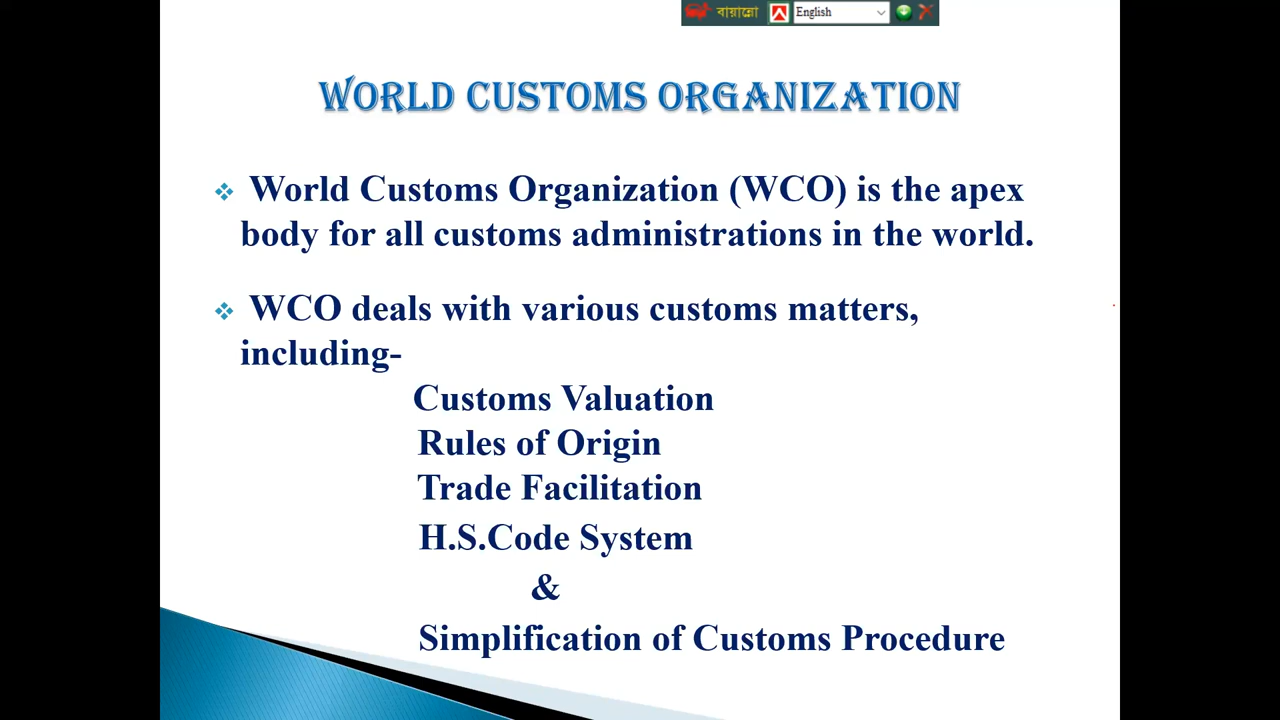 বায়ান্নো English
WORLD CUSTOMS ORGANIZATION
World Customs Organization (WCO) is the apex
body for all customs administrations in the world.
WCO deals with various customs matters,
including-
Customs Valuation
Rules of Origin
Trade Facilitation
H.S.Code System
&
Simplification of Customs Procedure